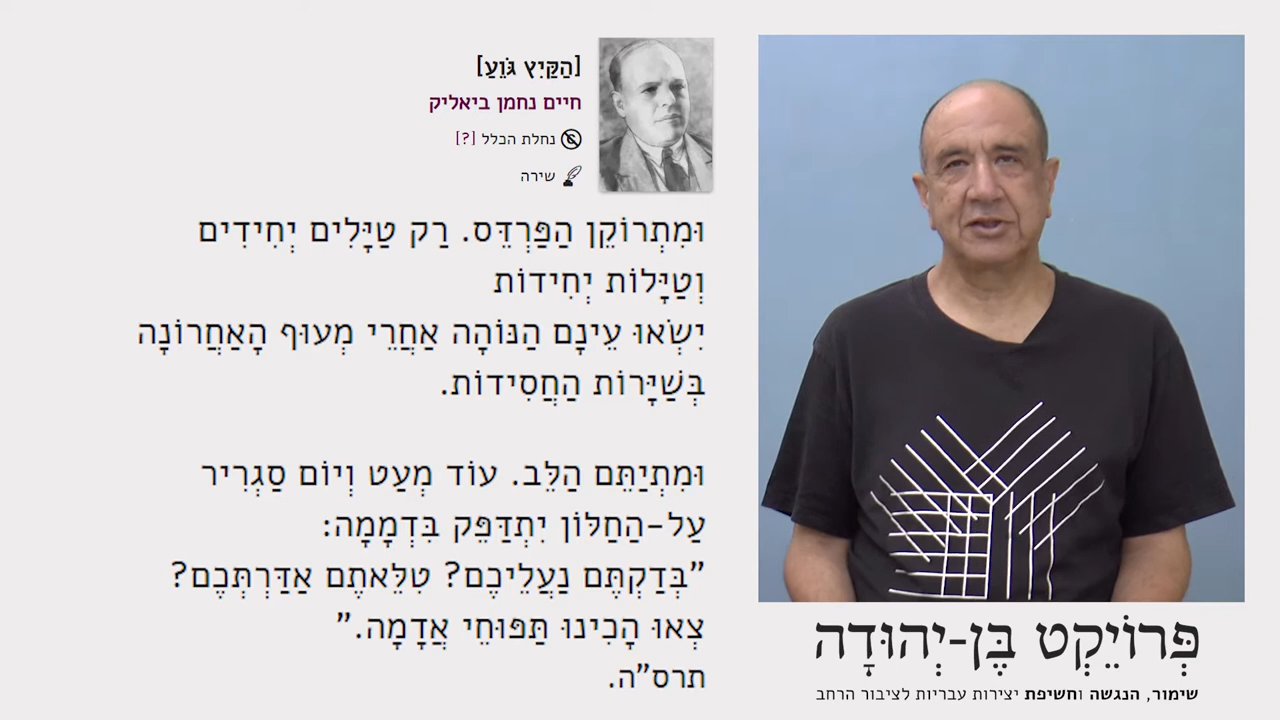 [הַקַּיִץ גֹּוֵעַ]
חיים נחמן ביאליק
נחלת הכלל [?]
שירה
וּמִתְרוֹקֵן הַפַּרְדֵּס. רַק טַיָּלִים יְחִידִים
וְטַיָּלוֹת יְחִידוֹת
יִשְׂאוּ עֵינָם הַנּוֹהָה אַחֲרֵי מְעוּף הָאַחֲרוֹנָה
בְּשַׁיָּרוֹת הַחֲסִידוֹת.
וּמִתְיַתֵּם הַלֵּב. עוֹד מְעַט וְיוֹם סַגְרִיר
עַל-הַחַלּוֹן יִתְדַּפֵּק בִּדְמָמָה:
"בְּדַקְתֶּם נַעֲלֵיכֶם? טִלֵּאתֶם אַדַּרְתְּכֶם?
צְאוּ הָכִינוּ תַּפּוּחֵי אֲדָמָה."
תרס"ה.
פְּרוֹיֵקְט בֶּן-יְהוּדָה
שימור, הנגשה וחשיפת יצירות עבריות לציבור הרחב